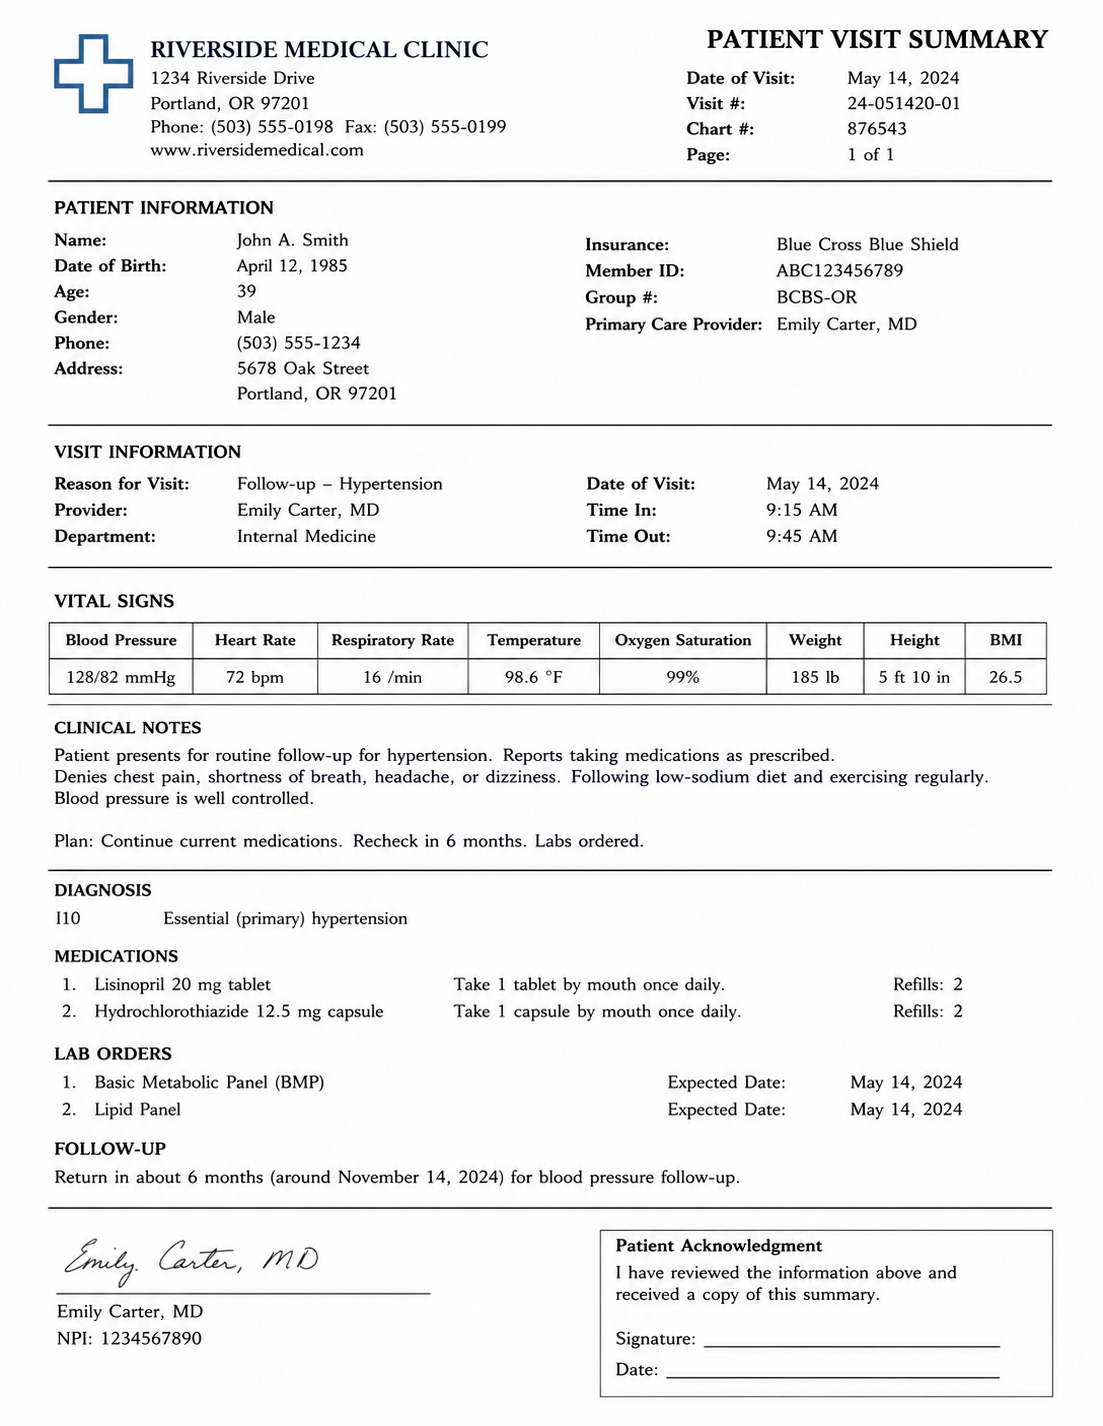 RIVERSIDE MEDICAL CLINIC
1234 Riverside Drive
Portland, OR 97201
Phone: (503) 555-0198  Fax: (503) 555-0199
www.riversidemedical.com
PATIENT VISIT SUMMARY
Date of Visit: May 14, 2024
Visit #: 24-051420-01
Chart #: 876543
Page: 1 of 1
PATIENT INFORMATION
Name: John A. Smith
Date of Birth: April 12, 1985
Age: 39
Gender: Male
Phone: (503) 555-1234
Address: 5678 Oak Street
Portland, OR 97201
Insurance: Blue Cross Blue Shield
Member ID: ABC123456789
Group #: BCBS-OR
Primary Care Provider: Emily Carter, MD
VISIT INFORMATION
Reason for Visit: Follow-up – Hypertension
Provider: Emily Carter, MD
Department: Internal Medicine
Date of Visit: May 14, 2024
Time In: 9:15 AM
Time Out: 9:45 AM
VITAL SIGNS
Blood Pressure Heart Rate Respiratory Rate Temperature Oxygen Saturation Weight Height BMI
128/82 mmHg 72 bpm 16 /min 98.6 °F 99% 185 lb 5 ft 10 in 26.5
CLINICAL NOTES
Patient presents for routine follow-up for hypertension. Reports taking medications as prescribed.
Denies chest pain, shortness of breath, headache, or dizziness. Following low-sodium diet and exercising regularly.
Blood pressure is well controlled.
Plan: Continue current medications. Recheck in 6 months. Labs ordered.
DIAGNOSIS
I10 Essential (primary) hypertension
MEDICATIONS
1. Lisinopril 20 mg tablet Take 1 tablet by mouth once daily. Refills: 2
2. Hydrochlorothiazide 12.5 mg capsule Take 1 capsule by mouth once daily. Refills: 2
LAB ORDERS
1. Basic Metabolic Panel (BMP) Expected Date: May 14, 2024
2. Lipid Panel Expected Date: May 14, 2024
FOLLOW-UP
Return in about 6 months (around November 14, 2024) for blood pressure follow-up.
Emily. Carter, MD
Emily Carter, MD
NPI: 1234567890
Patient Acknowledgment
I have reviewed the information above and
received a copy of this summary.
Signature:
Date: